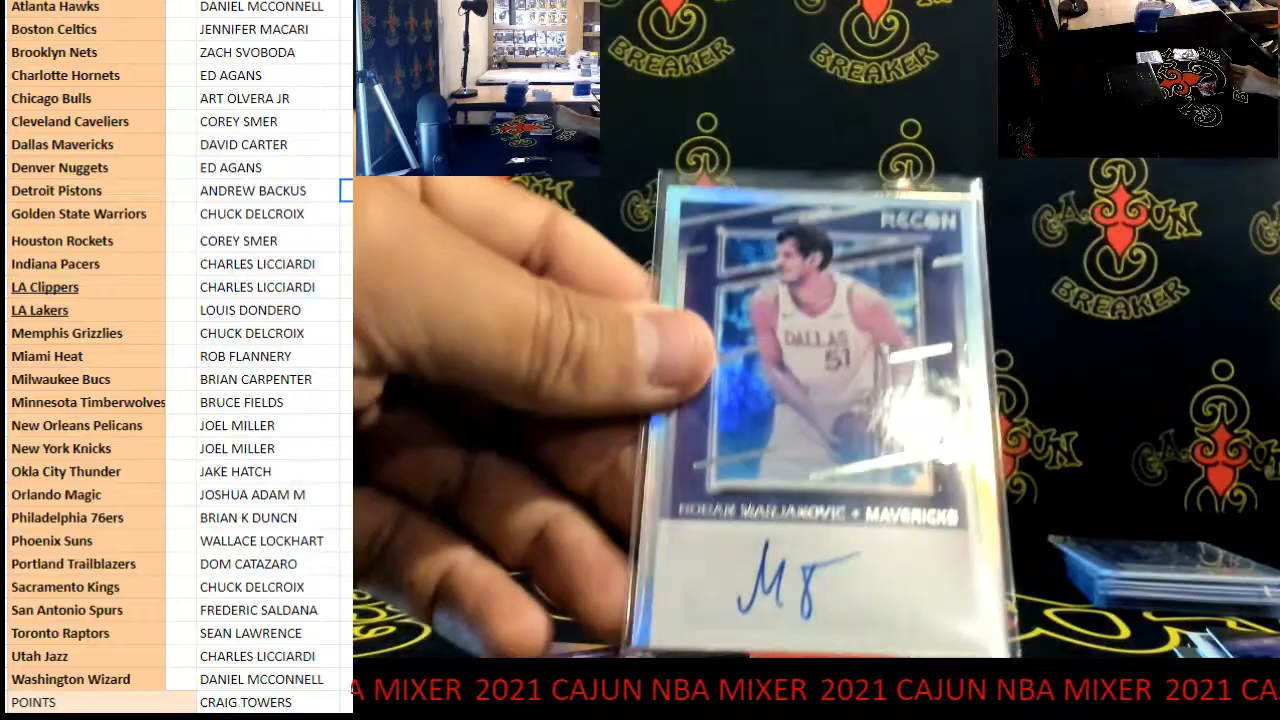 Atlanta Hawks DANIEL MCCONNELL
Boston Celtics JENNIFER MACARI
Brooklyn Nets ZACH BORDA
Charlotte Hornets ED AGANS
Chicago Bulls ART OLVERA JR
Cleveland Caveliers COREY SMER
Dallas Mavericks DAVID CARTER
Denver Nuggets ED AGANS
Detroit Pistons ANDREW BACKUS
Golden State Warriors CHUCK DELCROIX
Houston Rockets COREY SMER
Indiana Pacers CHARLES LICCIARDI
LA Clippers CHARLES LICCIARDI
LA Lakers LOUIS DONDERO
Memphis Grizzlies CHUCK DELCROIX
Miami Heat ROB FLANNERY
Milwaukee Bucs BRIAN CARPENTER
Minnesota Timberwolves BRUCE FIELDS
New Orleans Pelicans JOEL MILLER
New York Knicks JOEL MILLER
Okla City Thunder JAKE HATCH
Orlando Magic JOSHUA ADAM M
Philadelphia 76ers BRIAN K DUNCN
Phoenix Suns WALLACE LOCKHART
Portland Trailblazers DOM CATAZARO
Sacramento Kings CHUCK DELCROIX
San Antonio Spurs FREDERIC SALDANA
Toronto Raptors SEAN LAWRENCE
Utah Jazz CHARLES LICCIARDI
Washington Wizard DANIEL MCCONNELL
POINTS CRAIG TOWERS
BREAKER
BREAKER
CAJUN
BREAKER
RECON
DALLAS
51
BOBAN MARJANOVIC • MAVERICKS
A MIXER 2021 CAJUN NBA MIXER 2021 CAJUN NBA MIXER 2021 CA